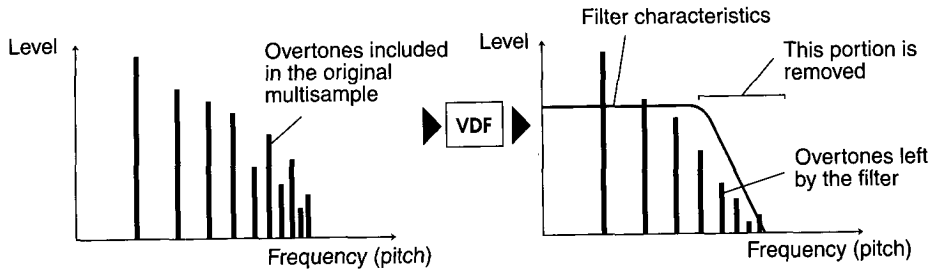 Level
Overtones included
in the original
multisample
Frequency (pitch)
VDF
Filter characteristics
Level
This portion is
removed
Overtones left
by the filter
Frequency (pitch)